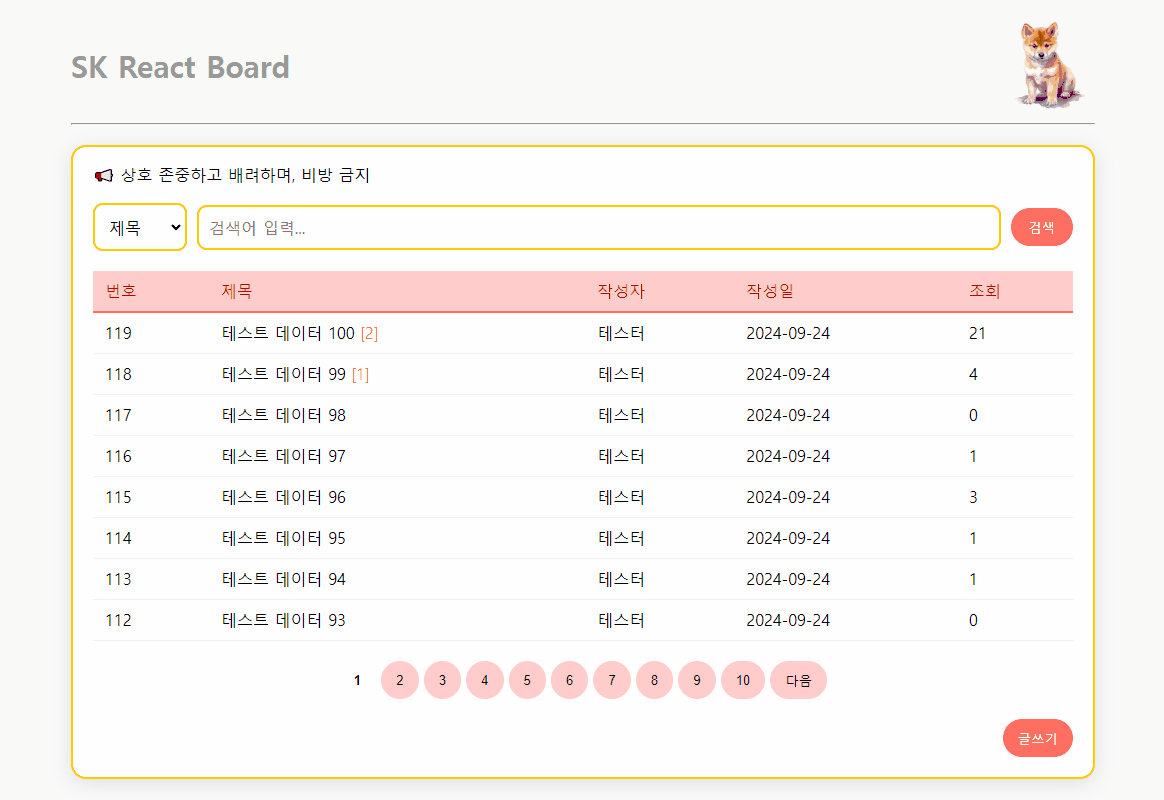 SK React Board
상호 존중하고 배려하며, 비방 금지
제목 검색어 입력... 검색
번호 제목 작성자 작성일 조회
119 테스트 데이터 100 [2] 테스터 2024-09-24 21
118 테스트 데이터 99 [1] 테스터 2024-09-24 4
117 테스트 데이터 98 테스터 2024-09-24 0
116 테스트 데이터 97 테스터 2024-09-24 1
115 테스트 데이터 96 테스터 2024-09-24 3
114 테스트 데이터 95 테스터 2024-09-24 1
113 테스트 데이터 94 테스터 2024-09-24 1
112 테스트 데이터 93 테스터 2024-09-24 0
1 2 3 4 5 6 7 8 9 10 다음
글쓰기